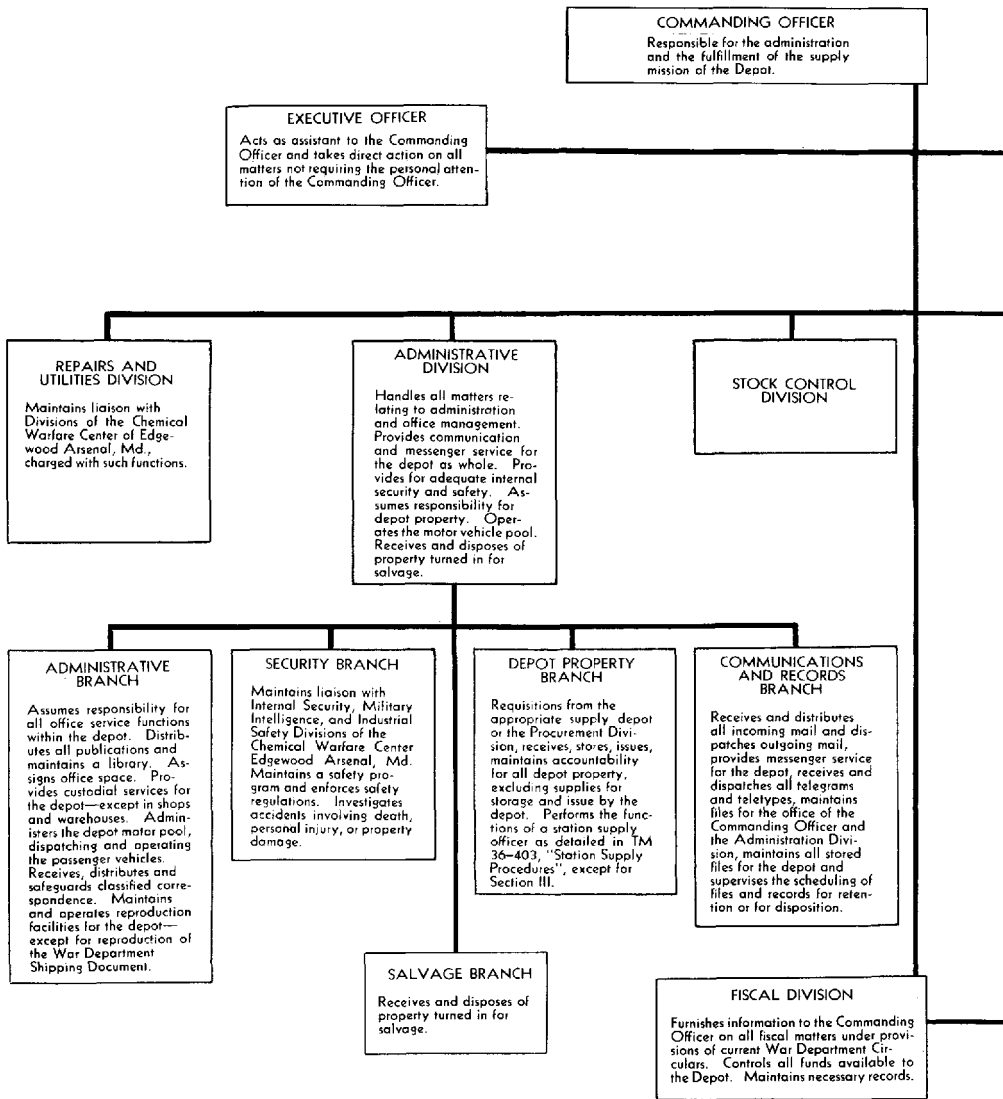 COMMANDING OFFICER
Responsible for the administration
and the fulfillment of the supply
mission of the Depot.
EXECUTIVE OFFICER
Acts as assistant to the Commanding
Officer and takes direct action on all
matters not requiring the personal atten-
tion of the Commanding Officer.
REPAIRS AND
UTILITIES DIVISION
Maintains liaison with
Divisions of the Chemical
Warfare Center of Edge-
wood Arsenal, Md.,
charged with such functions.
ADMINISTRATIVE
DIVISION
Handles all matters re-
lating to administration
and office management.
Provides communication
and messenger service for
the depot as whole. Pro-
vides for adequate internal
security and safety. As-
sumes responsibility for
depot property. Oper-
ates the motor vehicle pool.
Receives and disposes of
property turned in for
salvage.
STOCK CONTROL
DIVISION
ADMINISTRATIVE
BRANCH
Assumes responsibility for
all office service functions
within the depot. Distrib-
utes all publications and
maintains a library. As-
signs office space. Pro-
vides custodial services for
the depot—except in shops
and warehouses. Admin-
isters the depot motor pool,
dispatching and operating
the passenger vehicles.
Receives, distributes and
safeguards classified corre-
spondence. Maintains
and operates reproduction
facilities for the depot—
except for reproduction of
the War Department
Shipping Document.
SECURITY BRANCH
Maintains liaison with
Internal Security, Military
Intelligence, and Industrial
Safety Divisions of the
Chemical Warfare Center
Edgewood Arsenal, Md.
Maintains a safety pro-
gram and enforces safety
regulations. Investigates
accidents involving death,
personal injury, or property
damage.
DEPOT PROPERTY
BRANCH
Requisitions from the
appropriate supply depot
or the Procurement Divi-
sion, receives, stores, issues,
maintains accountability
for all depot property,
excluding supplies for
storage and issue by the
depot. Performs the func-
tions of a station supply
officer as detailed in TM
36–403, "Station Supply
Procedures", except for
Section III.
COMMUNICATIONS
AND RECORDS
BRANCH
Receives and distributes
all incoming mail and dis-
patches outgoing mail,
provides messenger service
for the depot, receives and
dispatches all telegrams
and teletypes, maintains
files for the office of the
Commanding Officer and
the Administration Divi-
sion, maintains all stored
files for the depot and
supervises the scheduling of
files and records for reten-
tion or for disposition.
SALVAGE BRANCH
Receives and disposes of
property turned in for
salvage.
FISCAL DIVISION
Furnishes information to the Commanding
Officer on all fiscal matters under provi-
sions of current War Department Cir-
culars. Controls all funds available to
the Depot. Maintains necessary records.